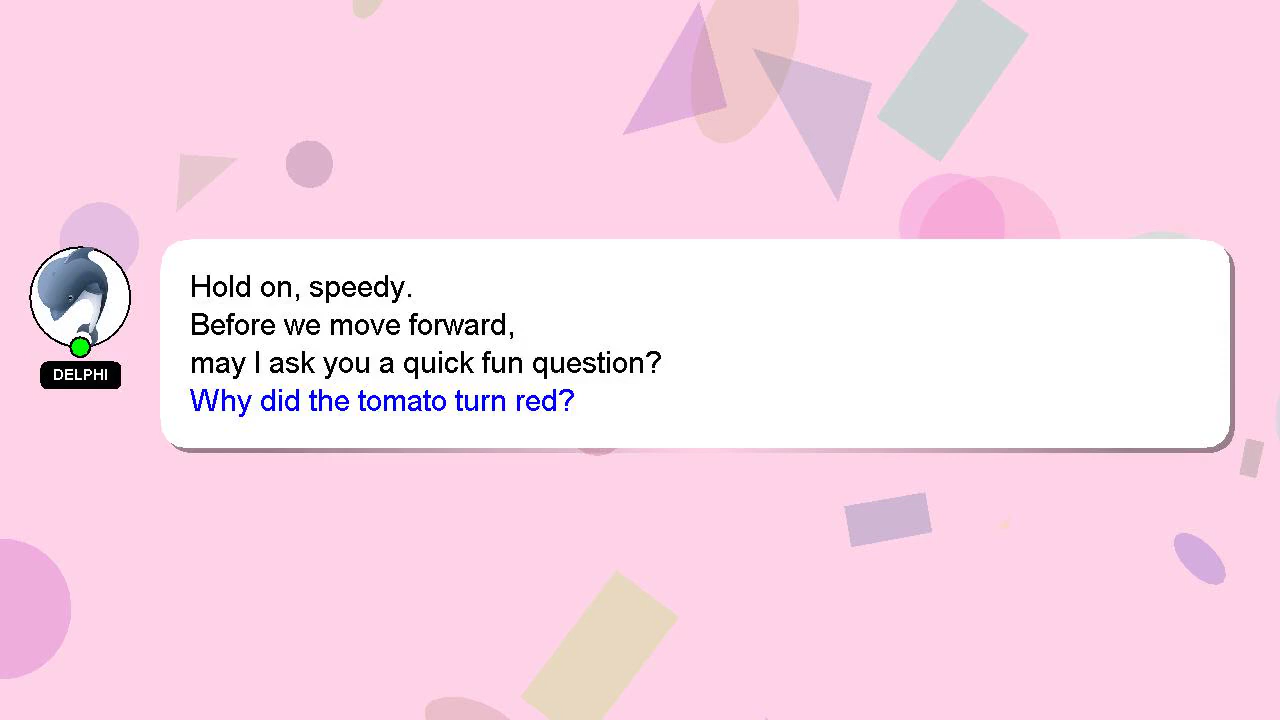 Hold on, speedy.
Before we move forward,
may I ask you a quick fun question?
Why did the tomato turn red?
DELPHI